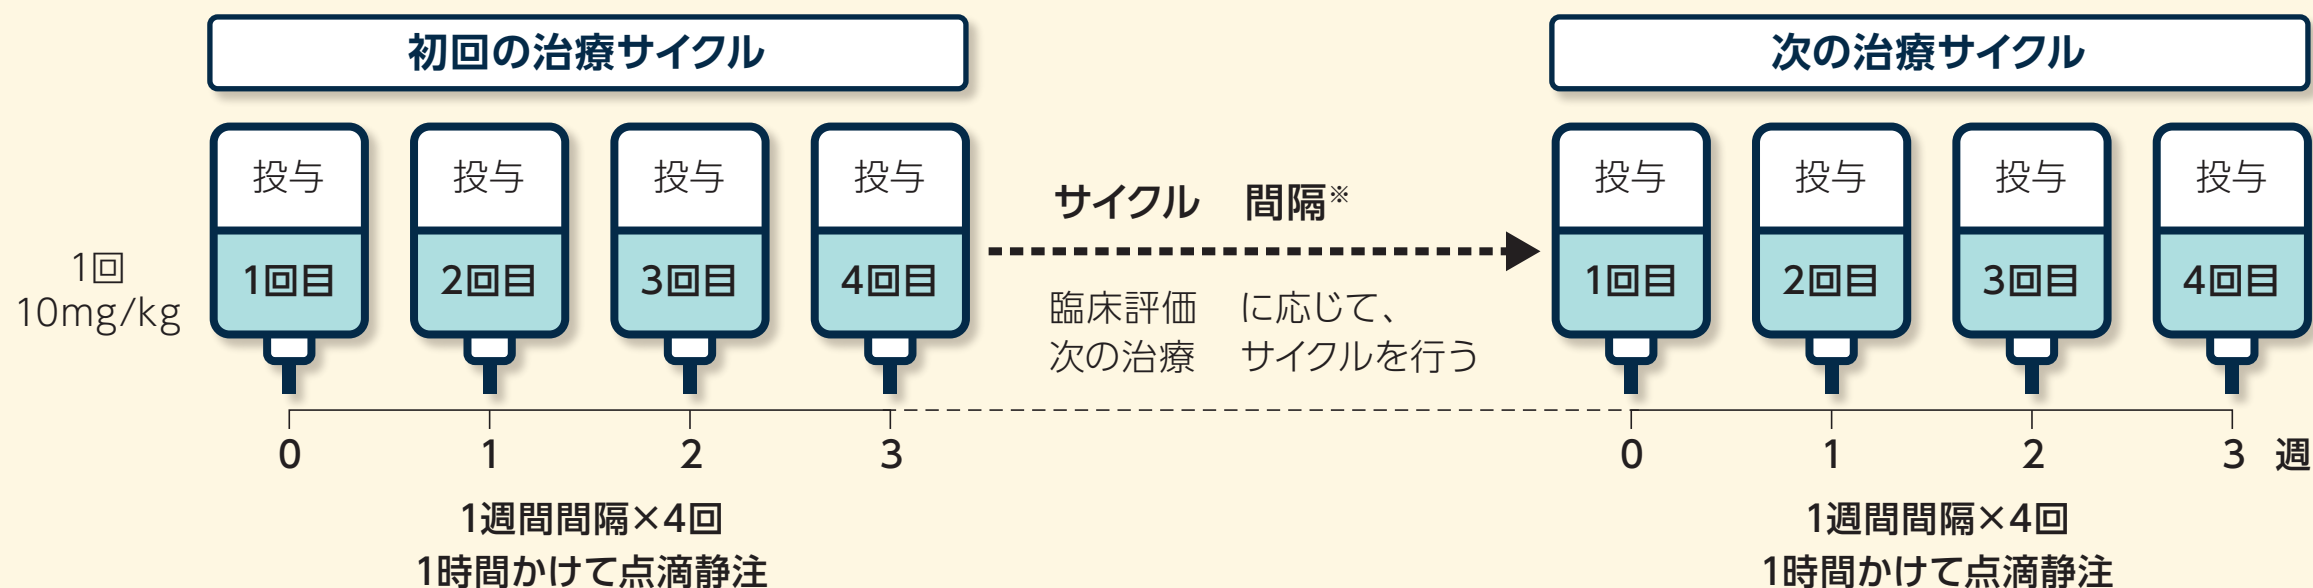 初回の治療サイクル
次の治療サイクル
投与 投与 投与 投与
サイクル 間隔※
投与 投与 投与 投与
1回
10mg/kg
1回目 2回目 3回目 4回目
臨床評価 に応じて、
次の治療 サイクルを行う
1回目 2回目 3回目 4回目
0 1 2 3
0 1 2 3 週
1週間間隔×4回
1時間かけて点滴静注
1週間間隔×4回
1時間かけて点滴静注